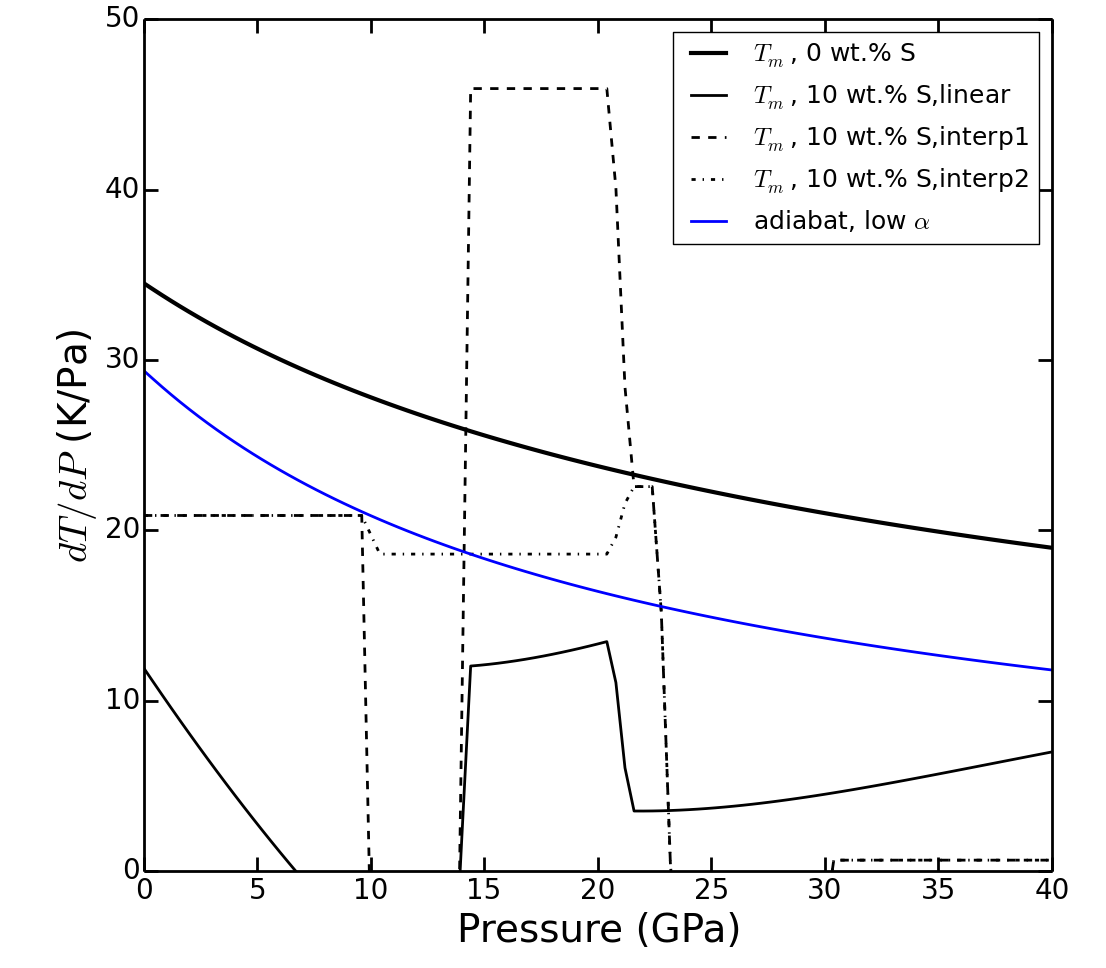 50
40
30
20
10
0
dT/dP (K/Pa)
T_m , 0 wt.% S
T_m , 10 wt.% S,linear
T_m , 10 wt.% S,interp1
T_m , 10 wt.% S,interp2
adiabat, low α
0 5 10 15 20 25 30 35 40
Pressure (GPa)